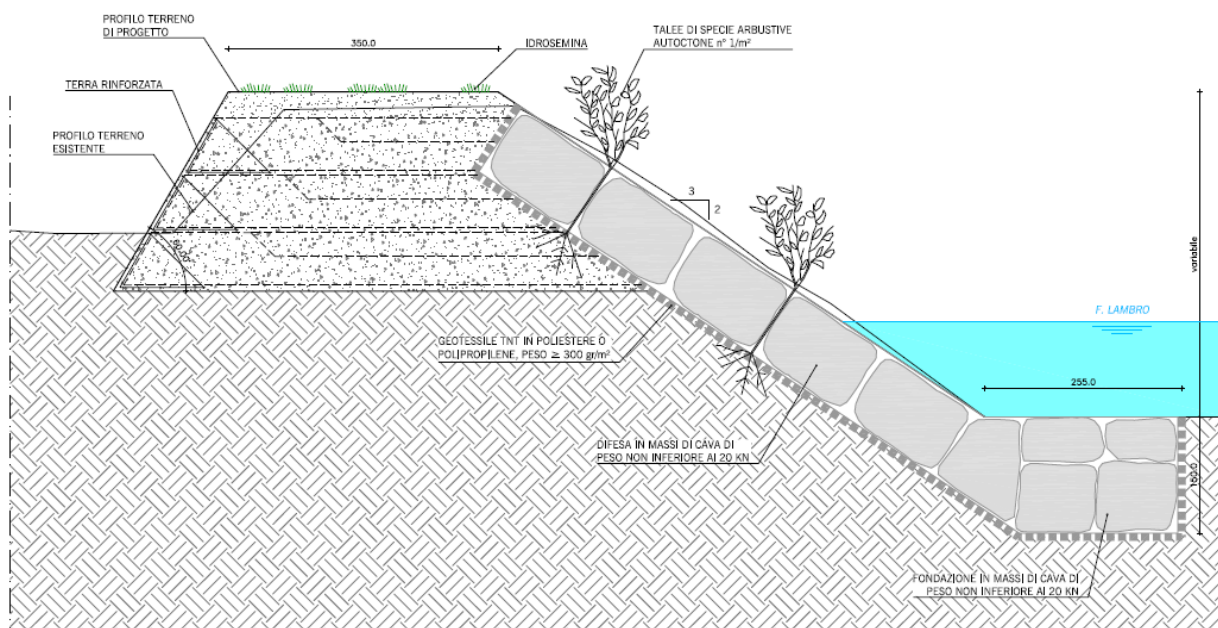 PROFILO TERRENO
DI PROGETTO
350.0
IDROSEMINA
TALEE DI SPECIE ARBUSTIVE
AUTOCTONE n° 1/m²
TERRA RINFORZATA
PROFILO TERRENO
ESISTENTE
3
2
60.00°
variabile
F. LAMBRO
GEOTESSILE TNT IN POLIESTERE O
POLIPROPILENE, PESO ≥ 300 gr/m²
255.0
DIFESA IN MASSI DI CAVA DI
PESO NON INFERIORE AI 20 KN
150.0
FONDAZIONE IN MASSI DI CAVA DI
PESO NON INFERIORE AI 20 KN